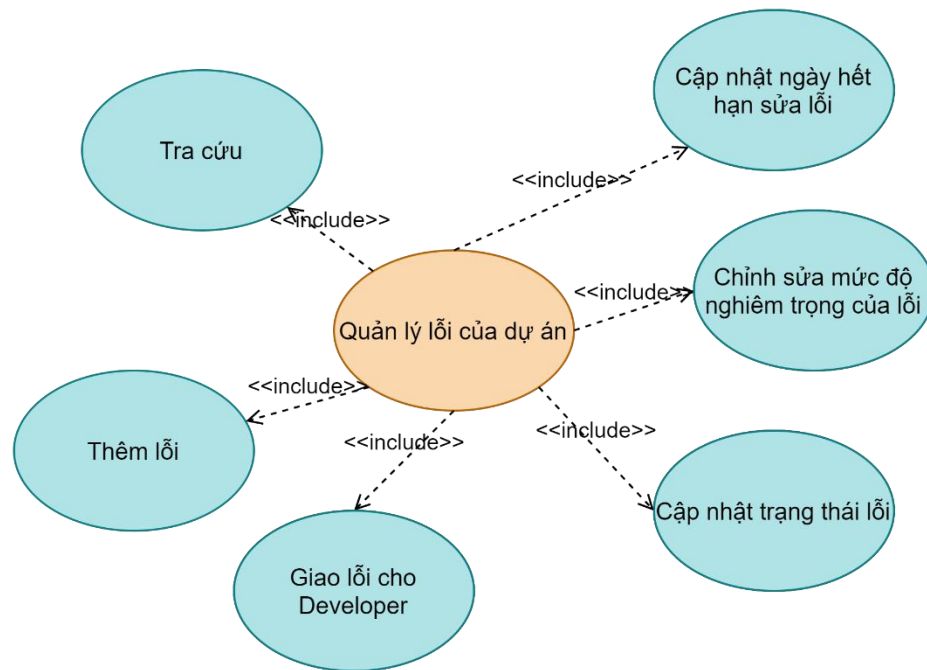 Cập nhật ngày hết
hạn sửa lỗi
Tra cứu
<<include>>
<<include>>
Chỉnh sửa mức độ
nghiêm trọng của lỗi
<<include>>
Quản lý lỗi của dự án
<<include>>
Thêm lỗi
<<include>>
<<include>>
Cập nhật trạng thái lỗi
Giao lỗi cho
Developer